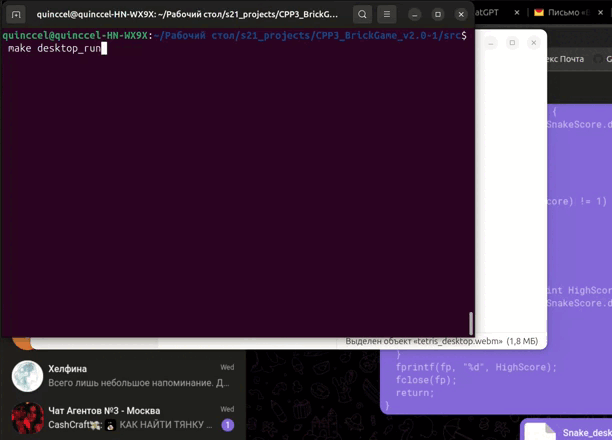 quinccel@quinccel-HN-WX9X: ~/Рабочий стол/s21_projects/CPP3_BrickG...
atGPT
Письмо «Е
quinccel@quinccel-HN-WX9X:~/Рабочий стол/s21_projects/CPP3_BrickGame_v2.0-1/src$
make desktop_run
екс Почта
{
SnakeScore.d
ore) != 1)
int HighScor
SnakeScore.d
Выделен объект «tetris_desktop.webm» (1,8 МБ)
}
fprintf(fp, "%d", HighScore);
fclose(fp);
return;
}
Хелфина
Wed
Всего лишь небольшое напоминание. Д...
Чат Агентов №3 - Москва
Wed
CashCraft: КАК НАЙТИ ТЯНКУ ...
1
Snake_desk